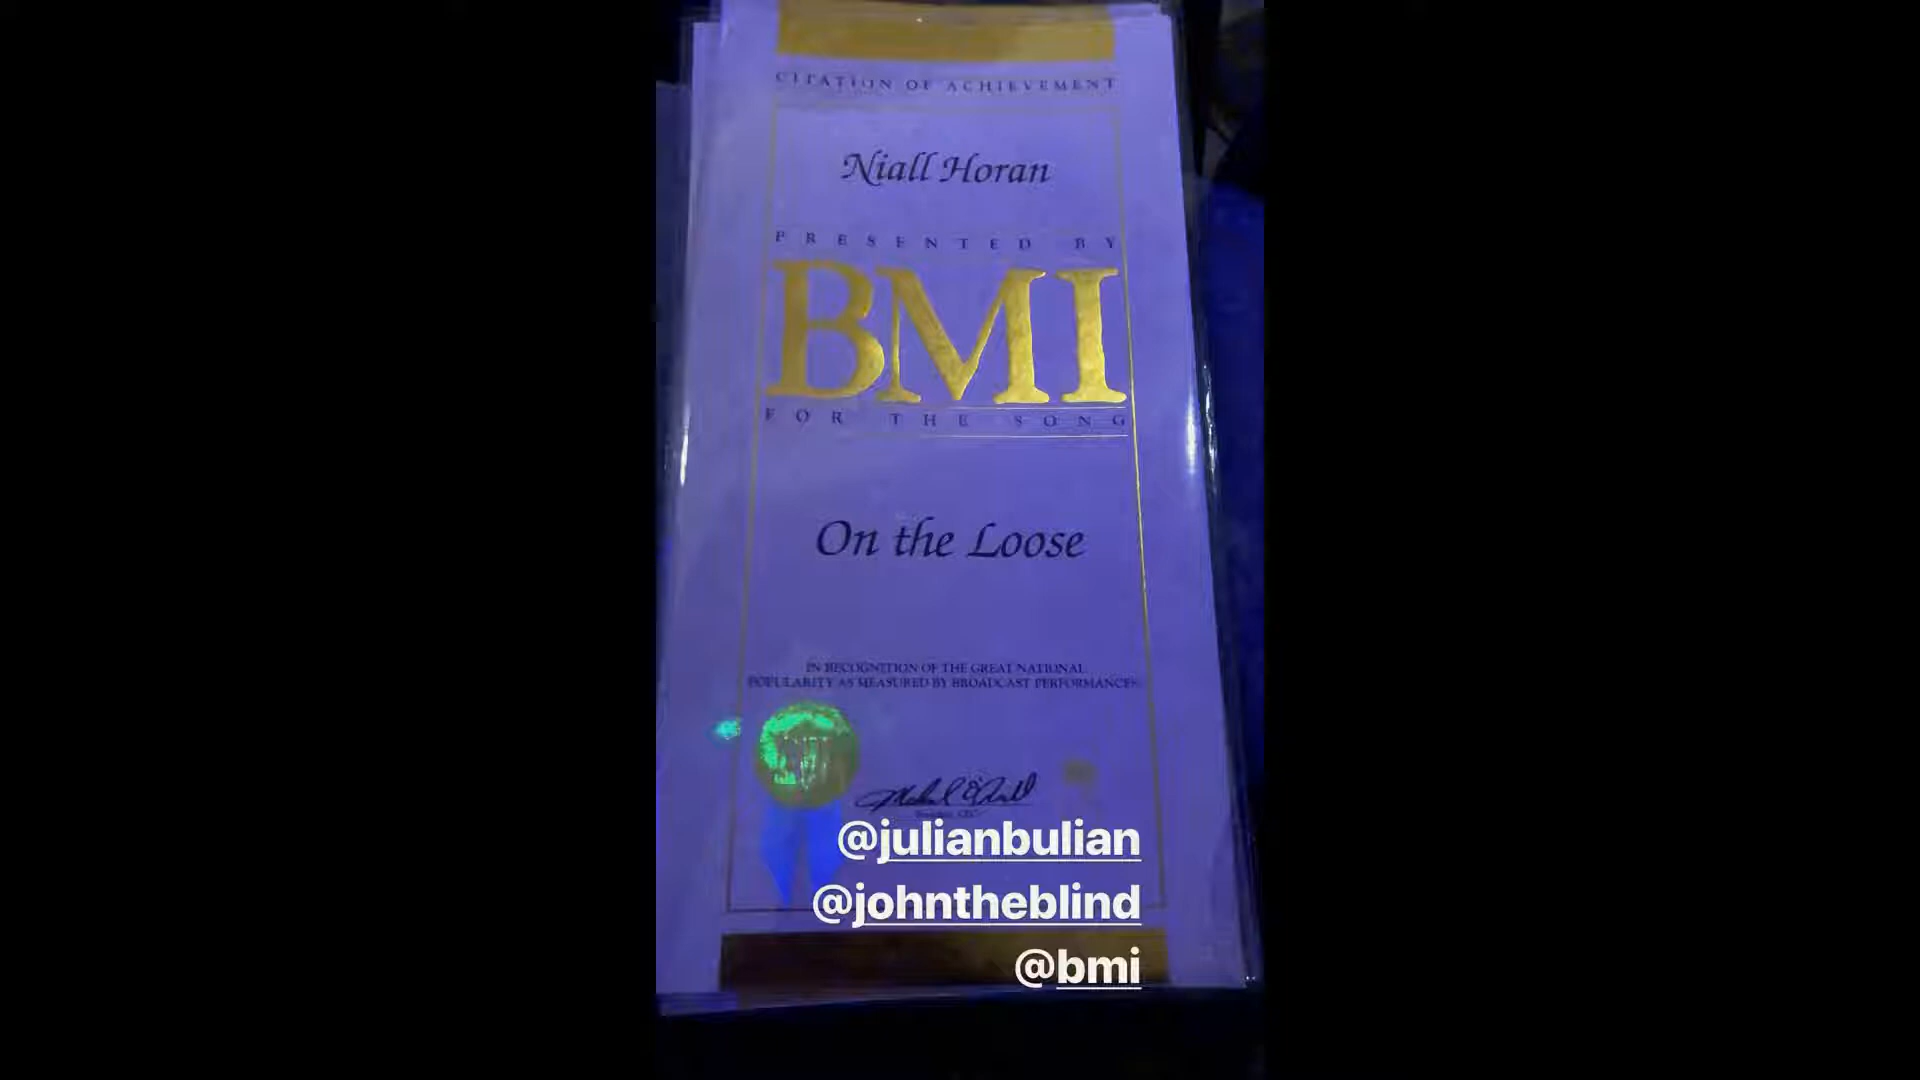 CITATION OF ACHIEVEMENT
Niall Horan
PRESENTED BY
BMI
FOR THE SONG
On the Loose
IN RECOGNITION OF THE GREAT NATIONAL
POPULARITY AS MEASURED BY BROADCAST PERFORMANCES
@julianbulian
@johntheblind
@bmi